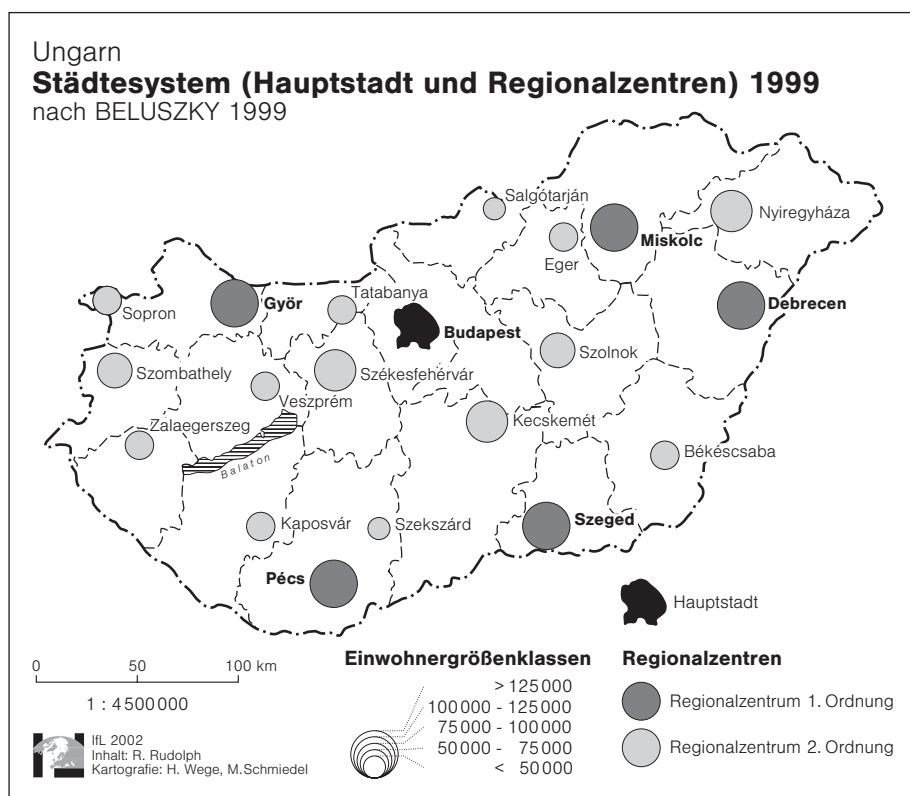 Ungarn
Städtesystem (Hauptstadt und Regionalzentren) 1999
nach BELUSZKY 1999
Salgótarján
Nyiregyháza
Miskolc
Eger
Tatabanya
Györ
Debrecen
Sopron
Budapest
Szolnok
Szombathely
Székesfehérvár
Veszprém
Kecskemét
Zalaegerszeg
Békéscsaba
Balaton
Kaposvár
Szekszárd
Szeged
Pécs
Hauptstadt
0 50 100 km
1 : 4500000
Einwohnergrößenklassen
> 125000
100000 - 125000
75000 - 100000
50000 - 75000
< 50000
Regionalzentren
Regionalzentrum 1. Ordnung
Regionalzentrum 2. Ordnung
IfL 2002
Inhalt: R. Rudolph
Kartografie: H. Wege, M. Schmiedel